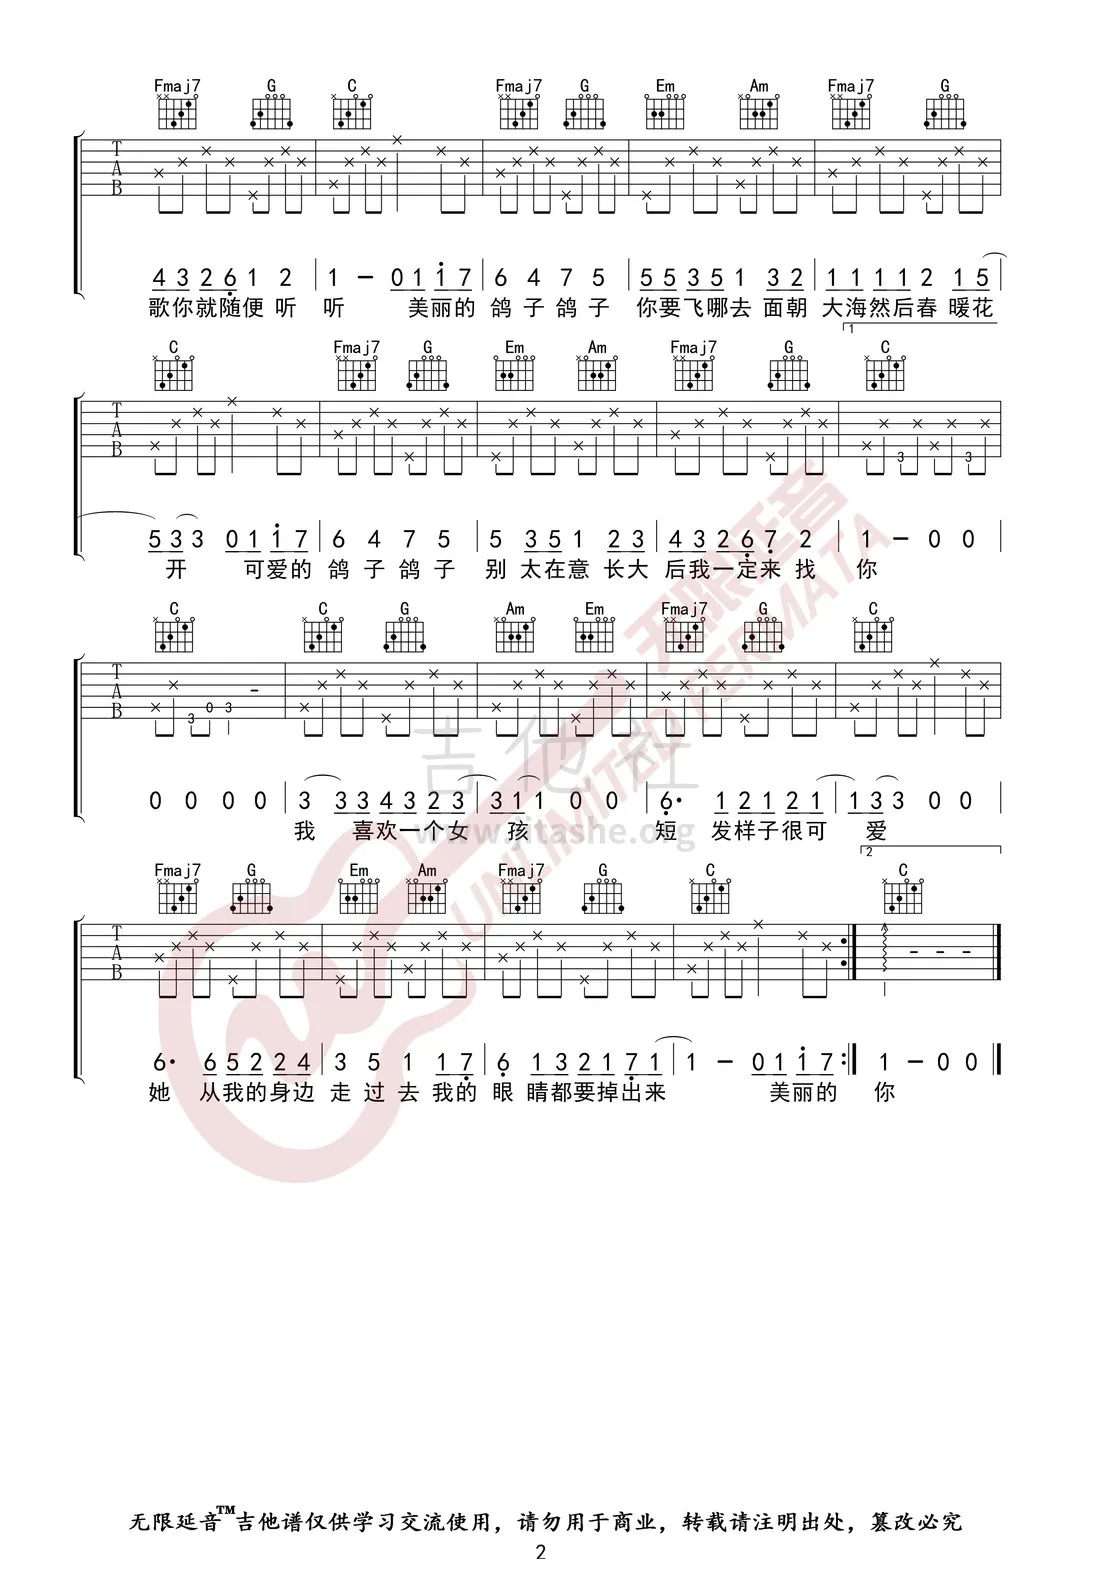 Fmaj7 G C Fmaj7 G Em Am Fmaj7 G
T
A
B
4 3 2 6 1 2 | 1 – 0 1 1 7 | 6 4 7 5 | 5 5 3 5 1 3 2 | 1 1 1 1 2 1 5 |
歌你就随便听 听 美丽的 鸽子鸽子 你要飞哪去 面朝 大海然后春 暖花
1
C Fmaj7 G Em Am Fmaj7 G C
T
A
B
3 3
5 3 3 0 1 1 7 | 6 4 7 5 | 5 3 5 1 2 3 | 4 3 2 6 7 2 | 1 – 0 0 |
开 可爱的 鸽子鸽子 别 太在意 长大 后我一定来 找 你
C C G Am Em Fmaj7 G C
T
A
B
3 0 3 –
0 0 0 0 | 3 3 3 4 3 2 3 | 3 1 1 0 0 | 6· 1 2 1 2 1 | 1 3 3 0 0 |
我 喜欢一个女 孩 短 发样子很可 爱
2
Fmaj7 G Em Am Fmaj7 G C C
T
A
B
– – –
6· 6 5 2 2 4 | 3 5 1 1 7 | 6 1 3 2 1 7 1 | 1 – 0 1 1 7 :| 1 – 0 0 |
她 从我的身边 走过去 我的 眼 睛都要掉出来 美丽的 你
无限延音
UNLIMITED FERMATA
吉他社
www.jitashe.org
无限延音™吉他谱仅供学习交流使用，请勿用于商业，转载请注明出处，篡改必究
2